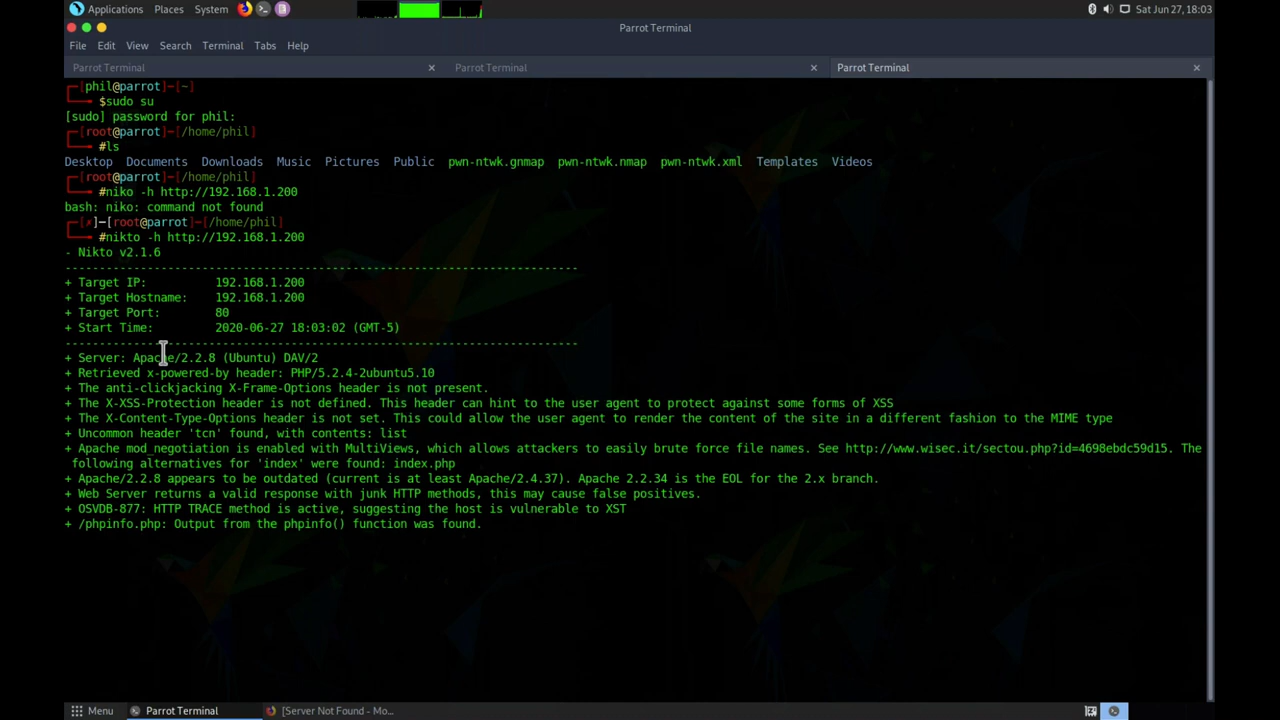 Applications Places System Sat Jun 27, 18:03
Parrot Terminal
File Edit View Search Terminal Tabs Help
Parrot Terminal × Parrot Terminal × Parrot Terminal ×
┌─[phil@parrot]─[~]
└──╼ $sudo su
[sudo] password for phil:
┌─[root@parrot]─[/home/phil]
└──╼ #ls
Desktop Documents Downloads Music Pictures Public pwn-ntwk.gnmap pwn-ntwk.nmap pwn-ntwk.xml Templates Videos
┌─[root@parrot]─[/home/phil]
└──╼ #niko -h http://192.168.1.200
bash: niko: command not found
┌─[✗]─[root@parrot]─[/home/phil]
└──╼ #nikto -h http://192.168.1.200
- Nikto v2.1.6
---------------------------------------------------------------------------
+ Target IP: 192.168.1.200
+ Target Hostname: 192.168.1.200
+ Target Port: 80
+ Start Time: 2020-06-27 18:03:02 (GMT-5)
---------------------------------------------------------------------------
+ Server: Apache/2.2.8 (Ubuntu) DAV/2
+ Retrieved x-powered-by header: PHP/5.2.4-2ubuntu5.10
+ The anti-clickjacking X-Frame-Options header is not present.
+ The X-XSS-Protection header is not defined. This header can hint to the user agent to protect against some forms of XSS
+ The X-Content-Type-Options header is not set. This could allow the user agent to render the content of the site in a different fashion to the MIME type
+ Uncommon header 'tcn' found, with contents: list
+ Apache mod_negotiation is enabled with MultiViews, which allows attackers to easily brute force file names. See http://www.wisec.it/sectou.php?id=4698ebdc59d15. The
following alternatives for 'index' were found: index.php
+ Apache/2.2.8 appears to be outdated (current is at least Apache/2.4.37). Apache 2.2.34 is the EOL for the 2.x branch.
+ Web Server returns a valid response with junk HTTP methods, this may cause false positives.
+ OSVDB-877: HTTP TRACE method is active, suggesting the host is vulnerable to XST
+ /phpinfo.php: Output from the phpinfo() function was found.
Menu Parrot Terminal [Server Not Found - Mo...